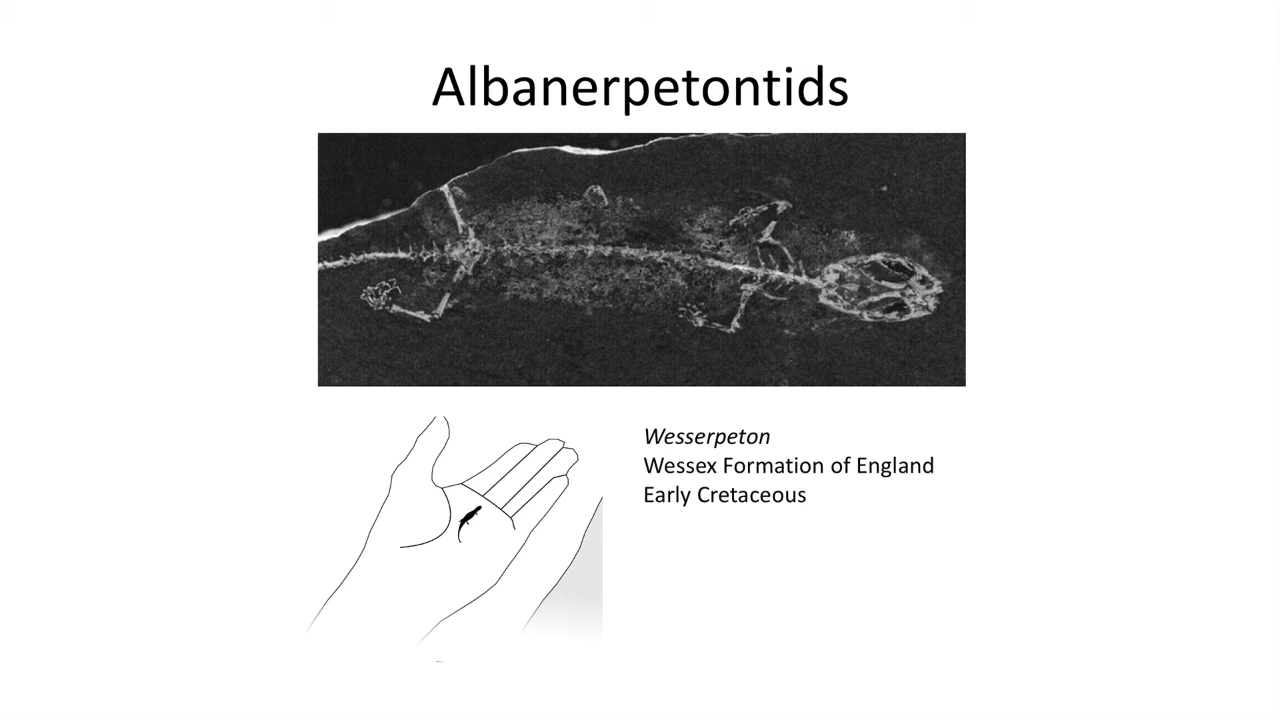 Albanerpetontids
Wesserpeton
Wessex Formation of England
Early Cretaceous